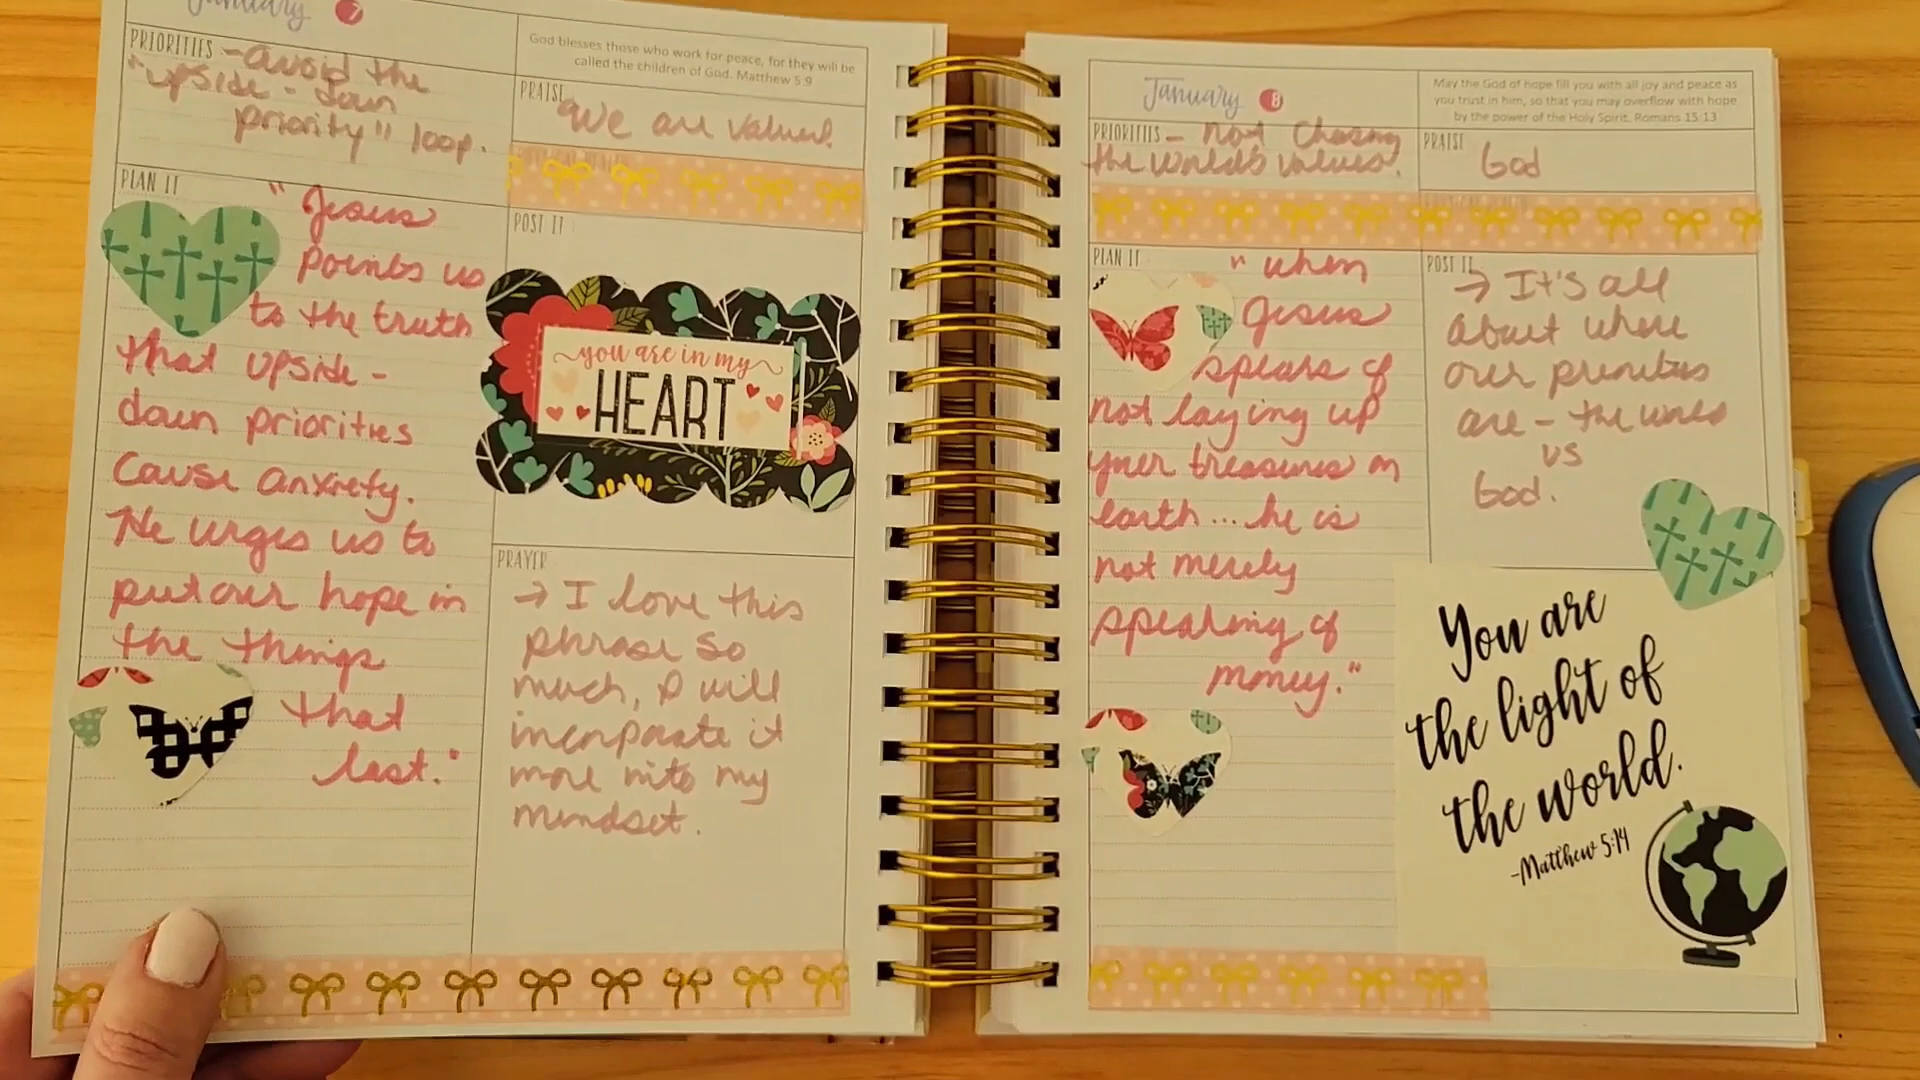 January 7
God blesses those who work for peace, for they will be
called the children of God. Matthew 5:9
PRIORITIES - avoid the
"upside - down
priority" loop.
PRAISE
we are valued.
PLAN IT
"Jesus
points us
to the truth
that upside -
down priorities
cause anxiety.
He urges us to
put our hope in
the things
that
last."
POST IT
you are in my
HEART
PRAYER
→ I love this
phrase so
much, I will
incorporate it
more into my
mindset.
January 8
May the God of hope fill you with all joy and peace as
you trust in him, so that you may overflow with hope
by the power of the Holy Spirit. Romans 15:13
PRIORITIES - not chasing
the worlds values.
PRAISE
God
PLAN IT
"when
Jesus
speaks of
not laying up
your treasures on
earth... he is
not merely
speaking of
money."
POST IT
→ It's all
about where
our priorities
are - the world
vs
God.
You are
the light of
the world.
-Matthew 5:14